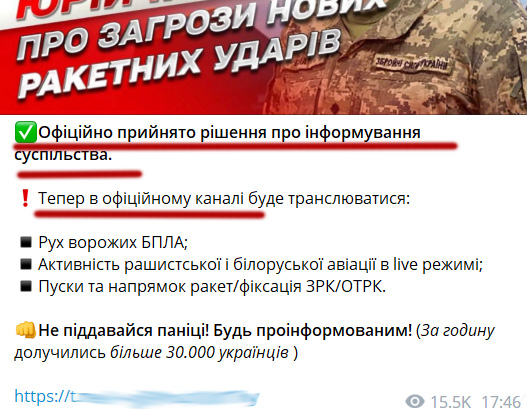 ПРО ЗАГРОЗИ НОВИХ
РАКЕТНИХ УДАРІВ
ЗБРОЙНІ СИЛИ УКРАЇНИ
✅Офіційно прийнято рішення про інформування
суспільства.
❗Тепер в офіційному каналі буде транслюватися:
◾Рух ворожих БПЛА;
◾Активність рашистської і білоруської авіації в live режимі;
◾Пуски та напрямок ракет/фіксація ЗРК/ОТРК.
👊Не піддавайся паніці! Будь проінформованим! (За годину
долучились більше 30.000 українців )
https://t
15.5K 17:46